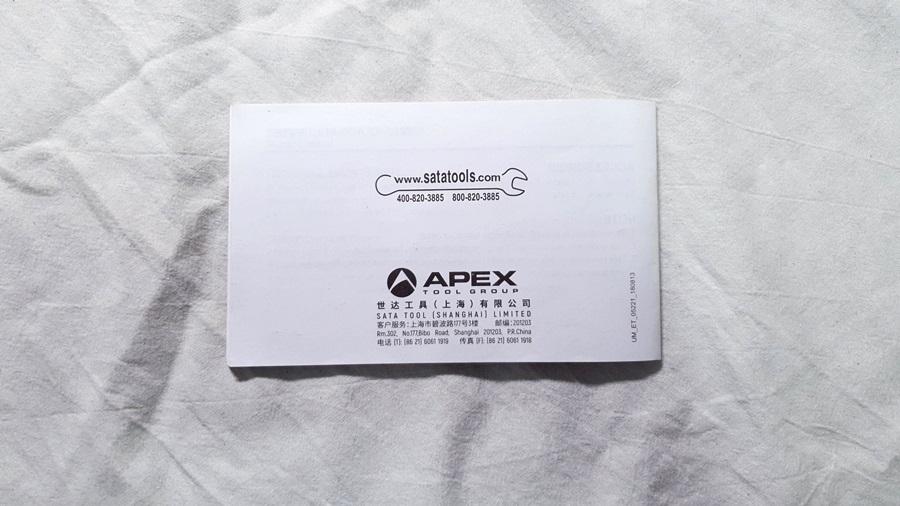 www.satatools.com
400-820-3885 800-820-3885
APEX
TOOL GROUP
世达工具(上海)有限公司
SATA TOOL (SHANGHAI) LIMITED
客户服务:上海市碧波路177号3楼 邮编:201203
Rm.302, No.177,Bibo Road, Shanghai 201203, P.R.China
电话 (T): (86 21) 6061 1919 传真 (F): (86 21) 6061 1918
UM_ET_05221_160813